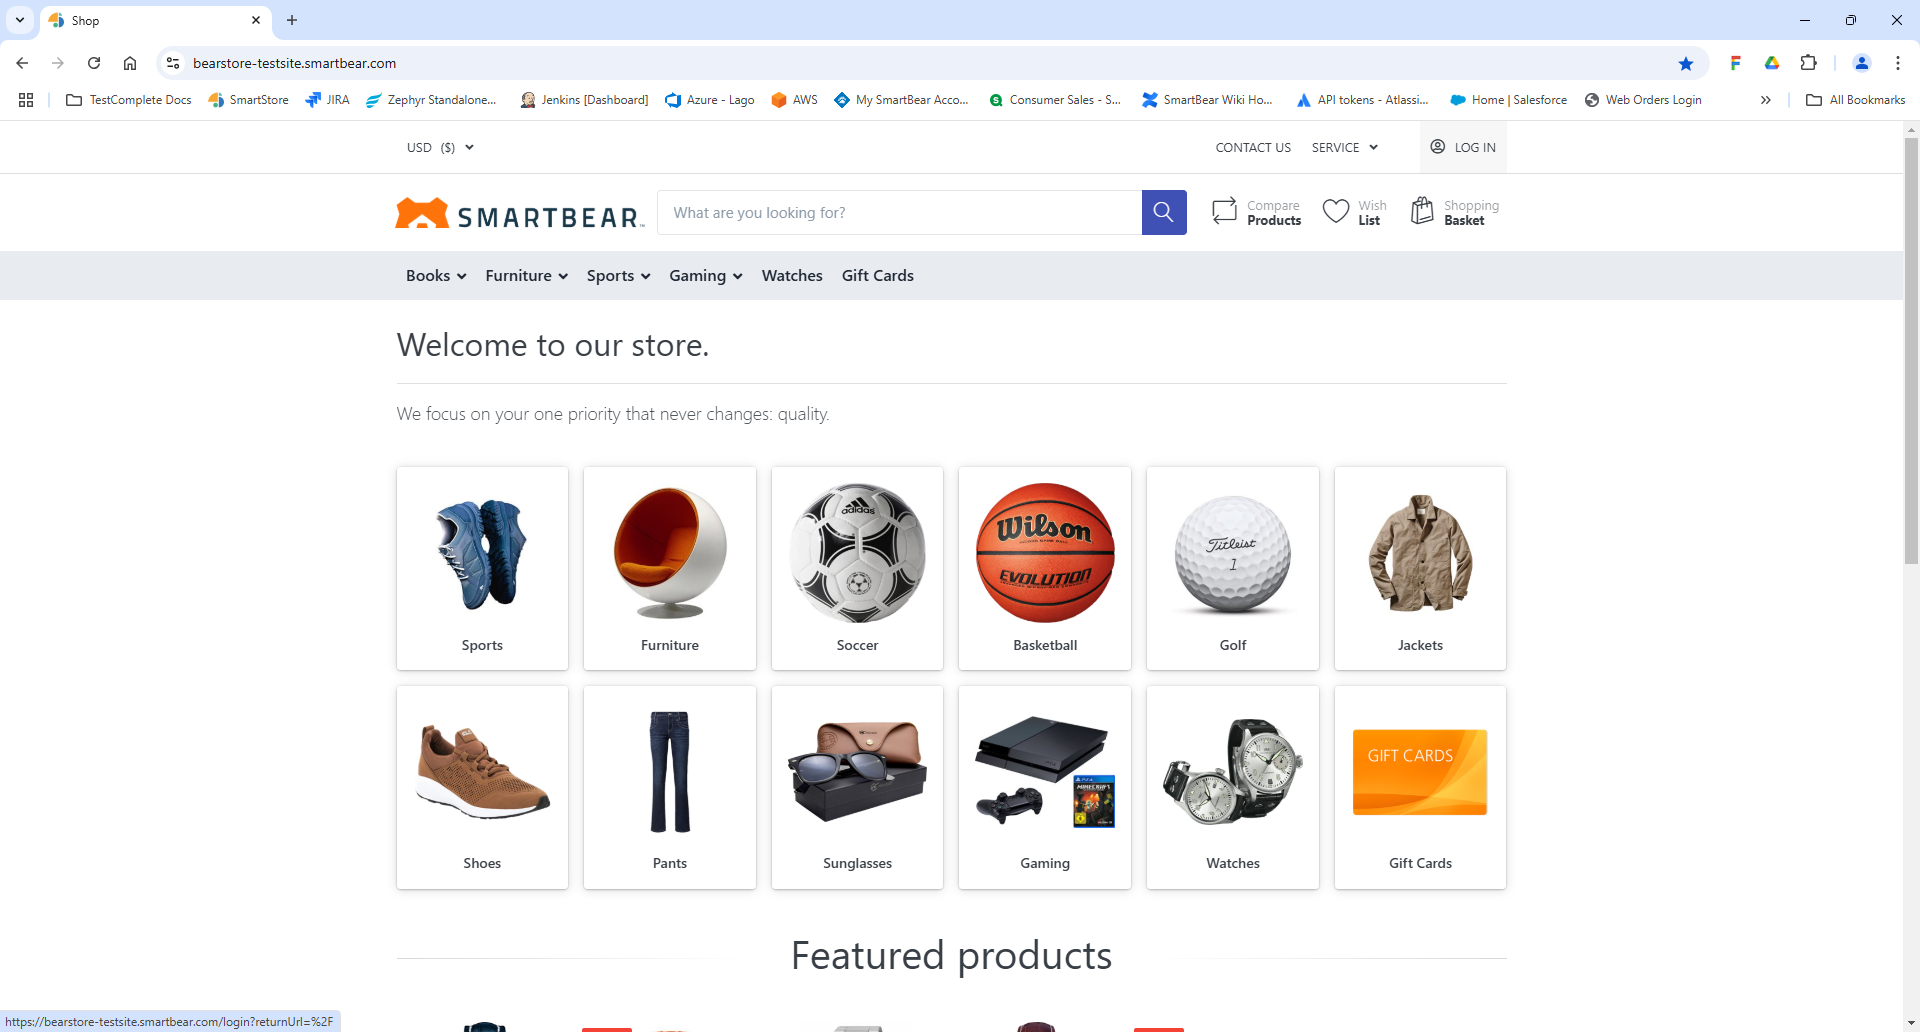 Shop
bearstore-testsite.smartbear.com
TestComplete Docs
SmartStore
JIRA
Zephyr Standalone...
Jenkins [Dashboard]
Azure - Lago
AWS
My SmartBear Acco...
Consumer Sales - S...
SmartBear Wiki Ho...
API tokens - Atlassi...
Home | Salesforce
Web Orders Login
All Bookmarks
USD ($)
CONTACT US
SERVICE
LOG IN
SMARTBEAR
What are you looking for?
Compare
Products
Wish
List
Shopping
Basket
Books
Furniture
Sports
Gaming
Watches
Gift Cards
Welcome to our store.
We focus on your one priority that never changes: quality.
adidas
Wilson
EVOLUTION
Titleist
1
Sports
Furniture
Soccer
Basketball
Golf
Jackets
MINECRAFT
GIFT CARDS
Shoes
Pants
Sunglasses
Gaming
Watches
Gift Cards
Featured products
https://bearstore-testsite.smartbear.com/login?returnUrl=%2F